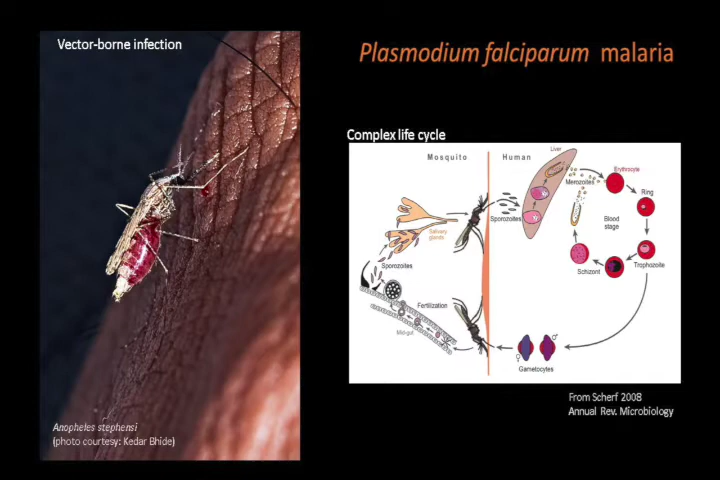 Vector-borne infection
Plasmodium falciparum malaria
Complex life cycle
Mosquito
Human
Liver
Merozoites
Erythrocyte
Ring
Blood
stage
Trophozoite
Schizont
Sporozoites
Salivary
glands
Sporozoites
Fertilization
Mid-gut
♀
♂
Gametocytes
From Scherf 2008
Annual Rev. Microbiology
Anopheles stephensi
(photo courtesy: Kedar Bhide)